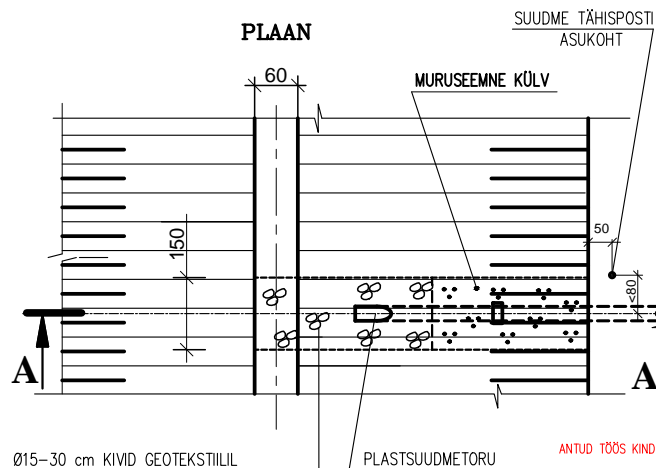 SUUDME TÄHISPOSTI
ASUKOHT
PLAAN
60
MURUSEEMNE KÜLV
50
150
<80
A
A
Ø15-30 cm KIVID GEOTEKSTIILIL
PLASTSUUDMETORU
ANTUD TÖÖS KIND